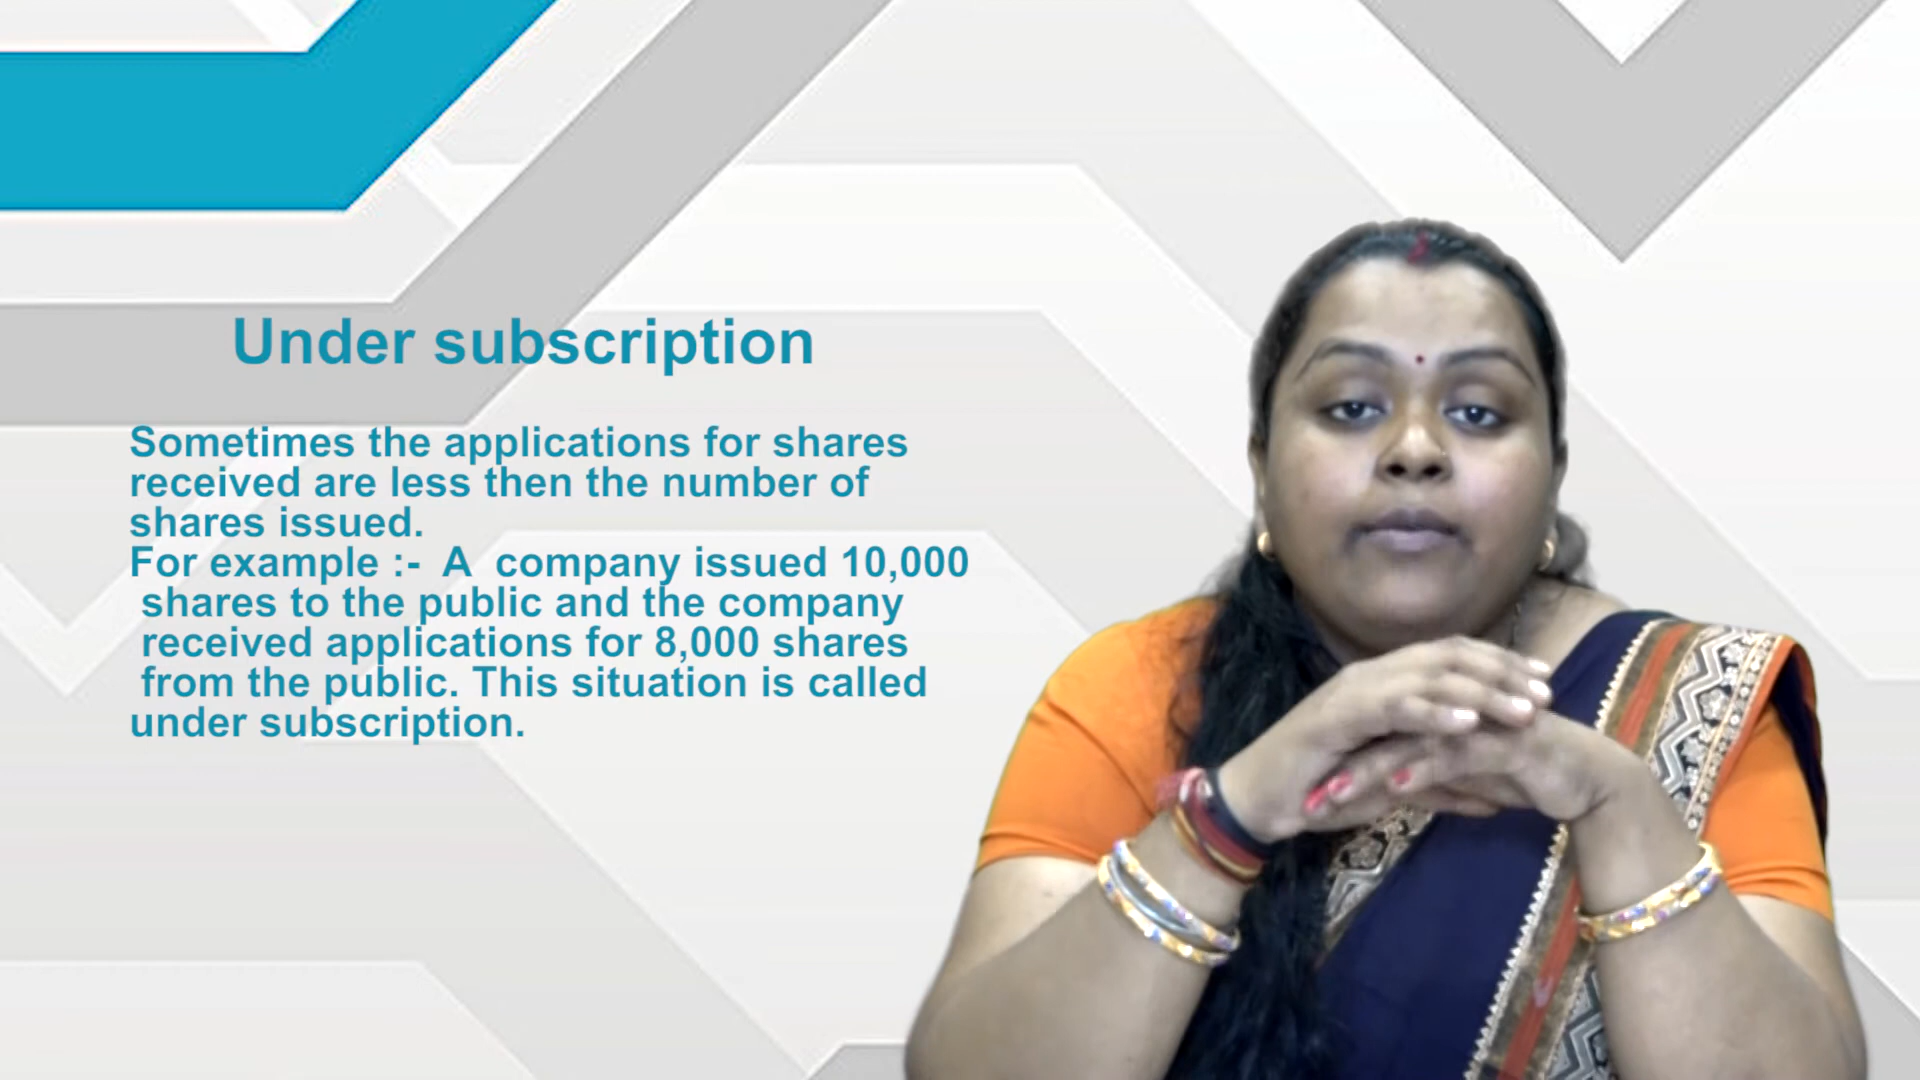 Under subscription
Sometimes the applications for shares
received are less then the number of
shares issued.
For example :- A company issued 10,000
shares to the public and the company
received applications for 8,000 shares
from the public. This situation is called
under subscription.